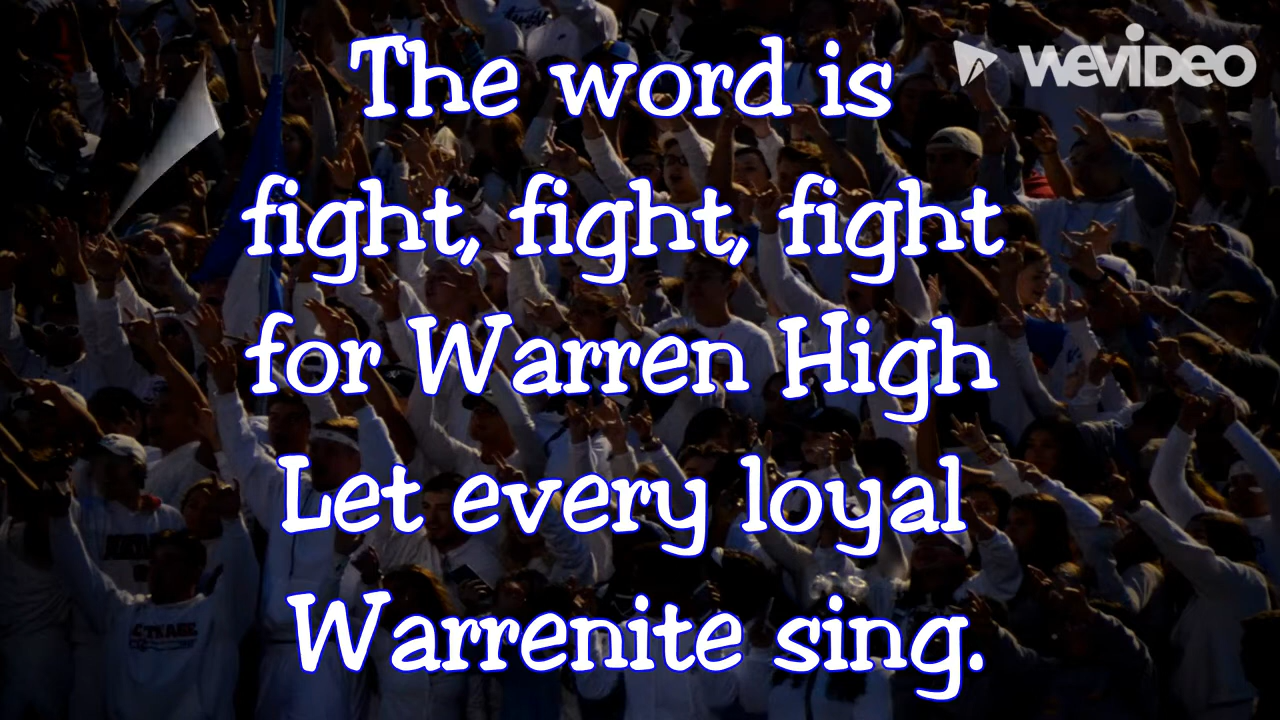 The word is
WEVIDEO
fight, fight, fight
for Warren High
Let every loyal
Warrenite sing.